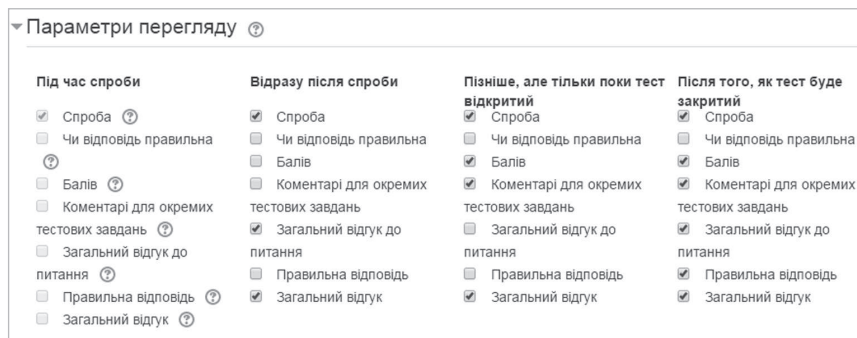 Параметри перегляду
Під час спроби
Спроба
Чи відповідь правильна
Балів
Коментарі для окремих
тестових завдань
Загальний відгук до
питання
Правильна відповідь
Загальний відгук
Відразу після спроби
Спроба
Чи відповідь правильна
Балів
Коментарі для окремих
тестових завдань
Загальний відгук до
питання
Правильна відповідь
Загальний відгук
Пізніше, але тільки поки тест
відкритий
Спроба
Чи відповідь правильна
Балів
Коментарі для окремих
тестових завдань
Загальний відгук до
питання
Правильна відповідь
Загальний відгук
Після того, як тест буде
закритий
Спроба
Чи відповідь правильна
Балів
Коментарі для окремих
тестових завдань
Загальний відгук до
питання
Правильна відповідь
Загальний відгук